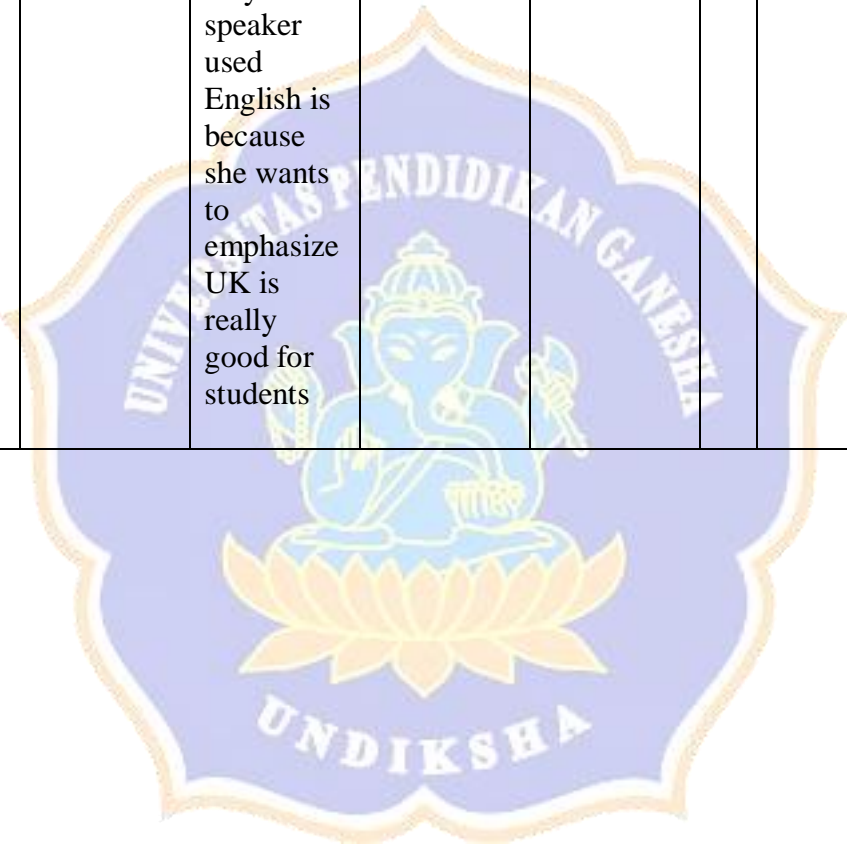 speaker
used
English is
because
she wants
to
emphasize
UK is
really
good for
students
UNIVERSITAS PENDIDIKAN GANESHA
UNDIKSHA